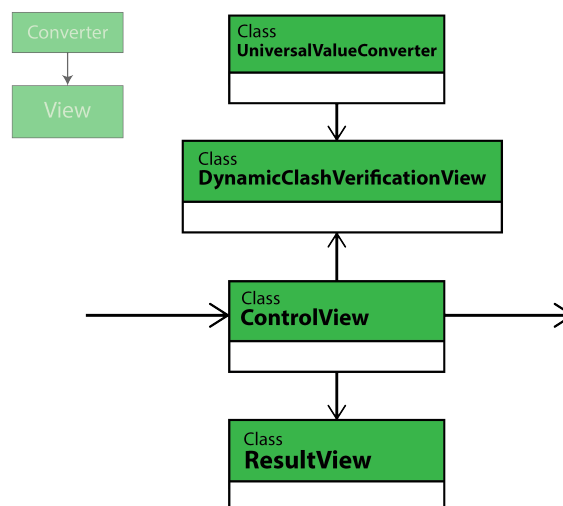 Converter
View
Class
UniversalValueConverter
Class
DynamicClashVerificationView
Class
ControlView
Class
ResultView